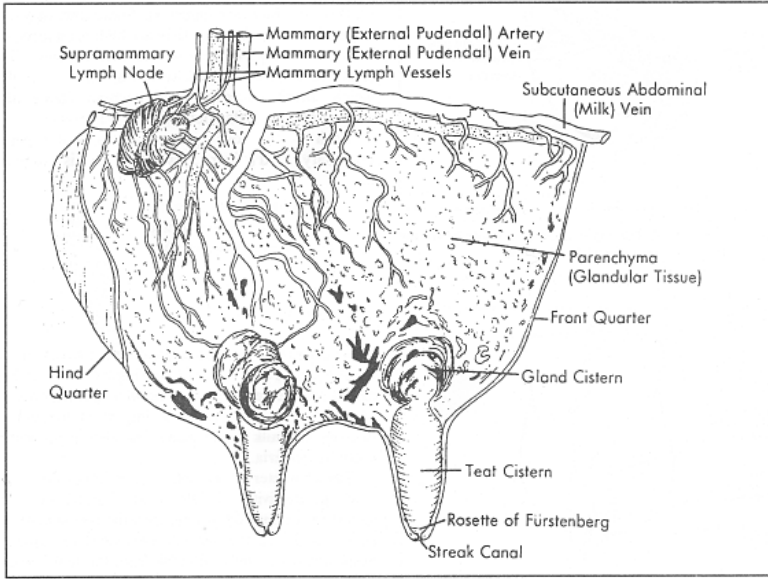 Mammary (External Pudendal) Artery
Mammary (External Pudendal) Vein
Mammary Lymph Vessels
Supramammary
Lymph Node
Subcutaneous Abdominal
(Milk) Vein
Parenchyma
(Glandular Tissue)
Front Quarter
Hind
Quarter
Gland Cistern
Teat Cistern
Rosette of Fürstenberg
Streak Canal